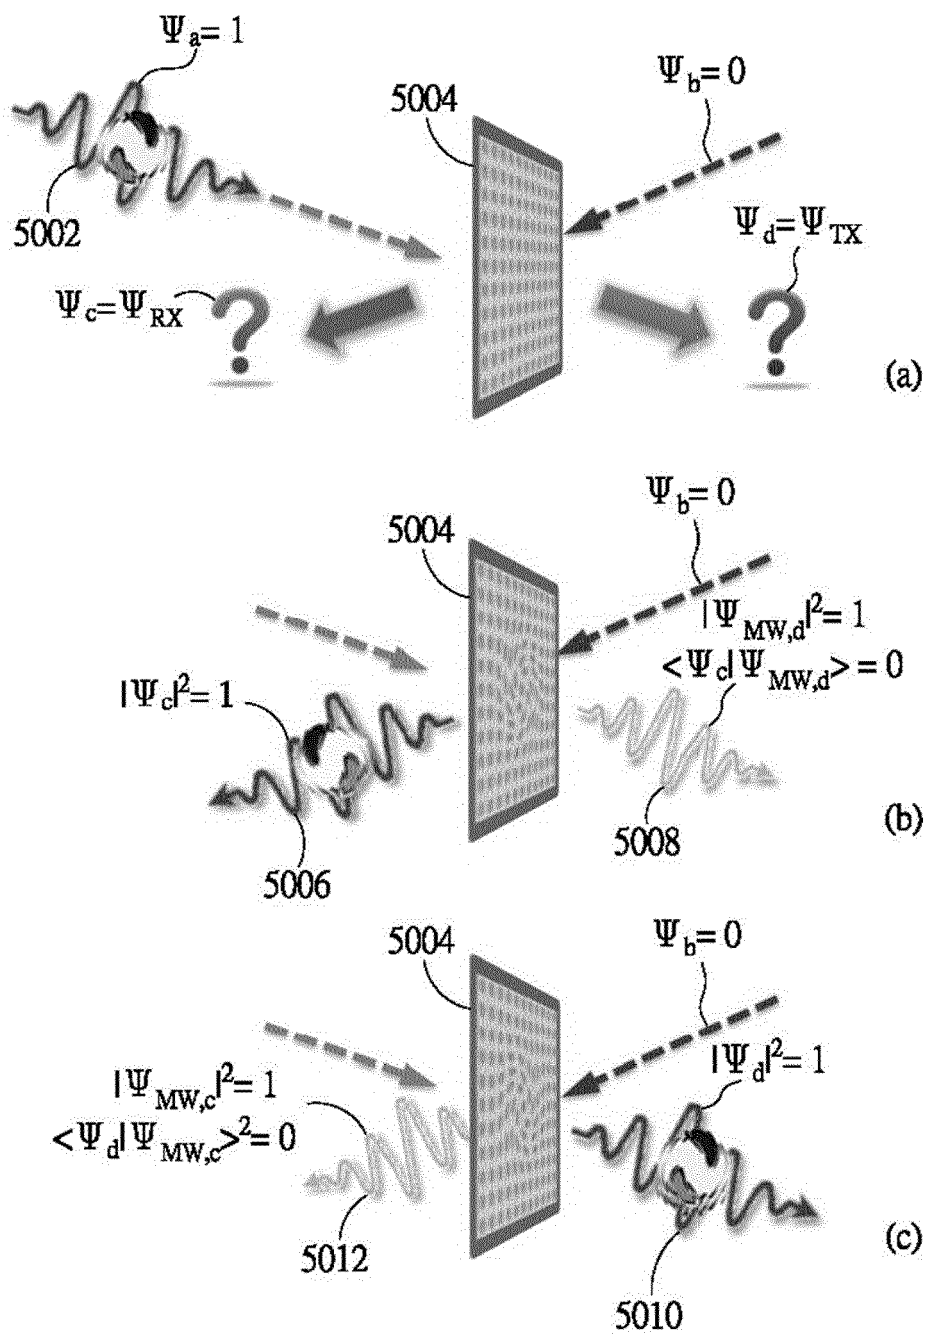 Ψa= 1
Ψb= 0
5004
5002
Ψd=ΨTX
Ψc=ΨRX
?
?
(a)
Ψb= 0
5004
|ΨMW,d|²= 1
<Ψc|ΨMW,d> = 0
|Ψc|²= 1
(b)
5008
5006
5004
Ψb= 0
|Ψd|²= 1
|ΨMW,c|²= 1
<Ψd|ΨMW,c>²= 0
(c)
5012
5010